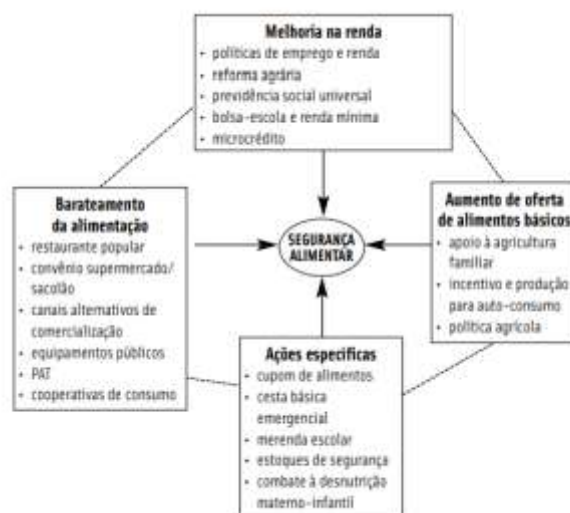 Melhoria na renda
• políticas de emprego e renda
• reforma agrária
• previdência social universal
• bolsa-escola e renda mínima
• microcrédito
Barateamento
da alimentação
• restaurante popular
• convênio supermercado/
sacolão
• canais alternativos de
comercialização
• equipamentos públicos
• PAT
• cooperativas de consumo
SEGURANÇA
ALIMENTAR
Aumento de oferta
de alimentos básicos
• apoio à agricultura
familiar
• incentivo e produção
para auto-consumo
• política agrícola
Ações especificas
• cupom de alimentos
• cesta básica
emergencial
• merenda escolar
• estoques de segurança
• combate à desnutrição
materno-infantil